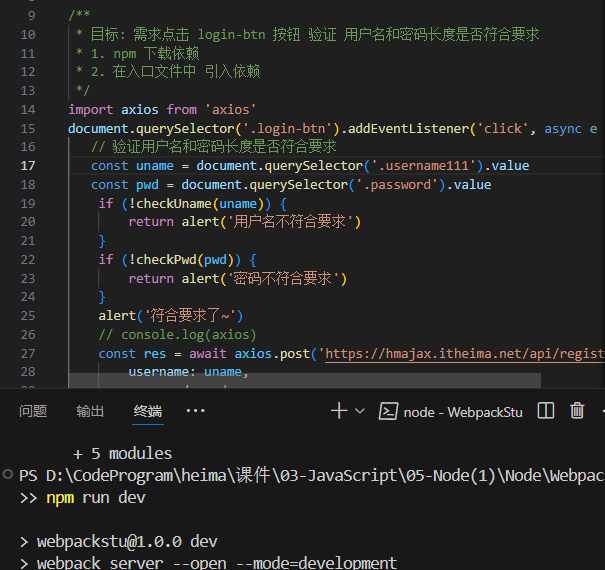 9 /**
10 * 目标: 需求点击 login-btn 按钮 验证 用户名和密码长度是否符合要求
11 * 1. npm 下载依赖
12 * 2. 在入口文件中 引入依赖
13 */
14 import axios from 'axios'
15 document.querySelector('.login-btn').addEventListener('click', async e
16 // 验证用户名和密码长度是否符合要求
17 const uname = document.querySelector('.username111').value
18 const pwd = document.querySelector('.password').value
19 if (!checkUname(uname)) {
20 return alert('用户名不符合要求')
21 }
22 if (!checkPwd(pwd)) {
23 return alert('密码不符合要求')
24 }
25 alert('符合要求了~')
26 // console.log(axios)
27 const res = await axios.post('https://hmajax.itheima.net/api/regist
28 username: uname,
问题 输出 终端 ··· + node - WebpackStu
+ 5 modules
PS D:\CodeProgram\heima\课件\03-JavaScript\05-Node(1)\Node\Webpac
>> npm run dev
> webpackstu@1.0.0 dev
> webpack server --open --mode=development